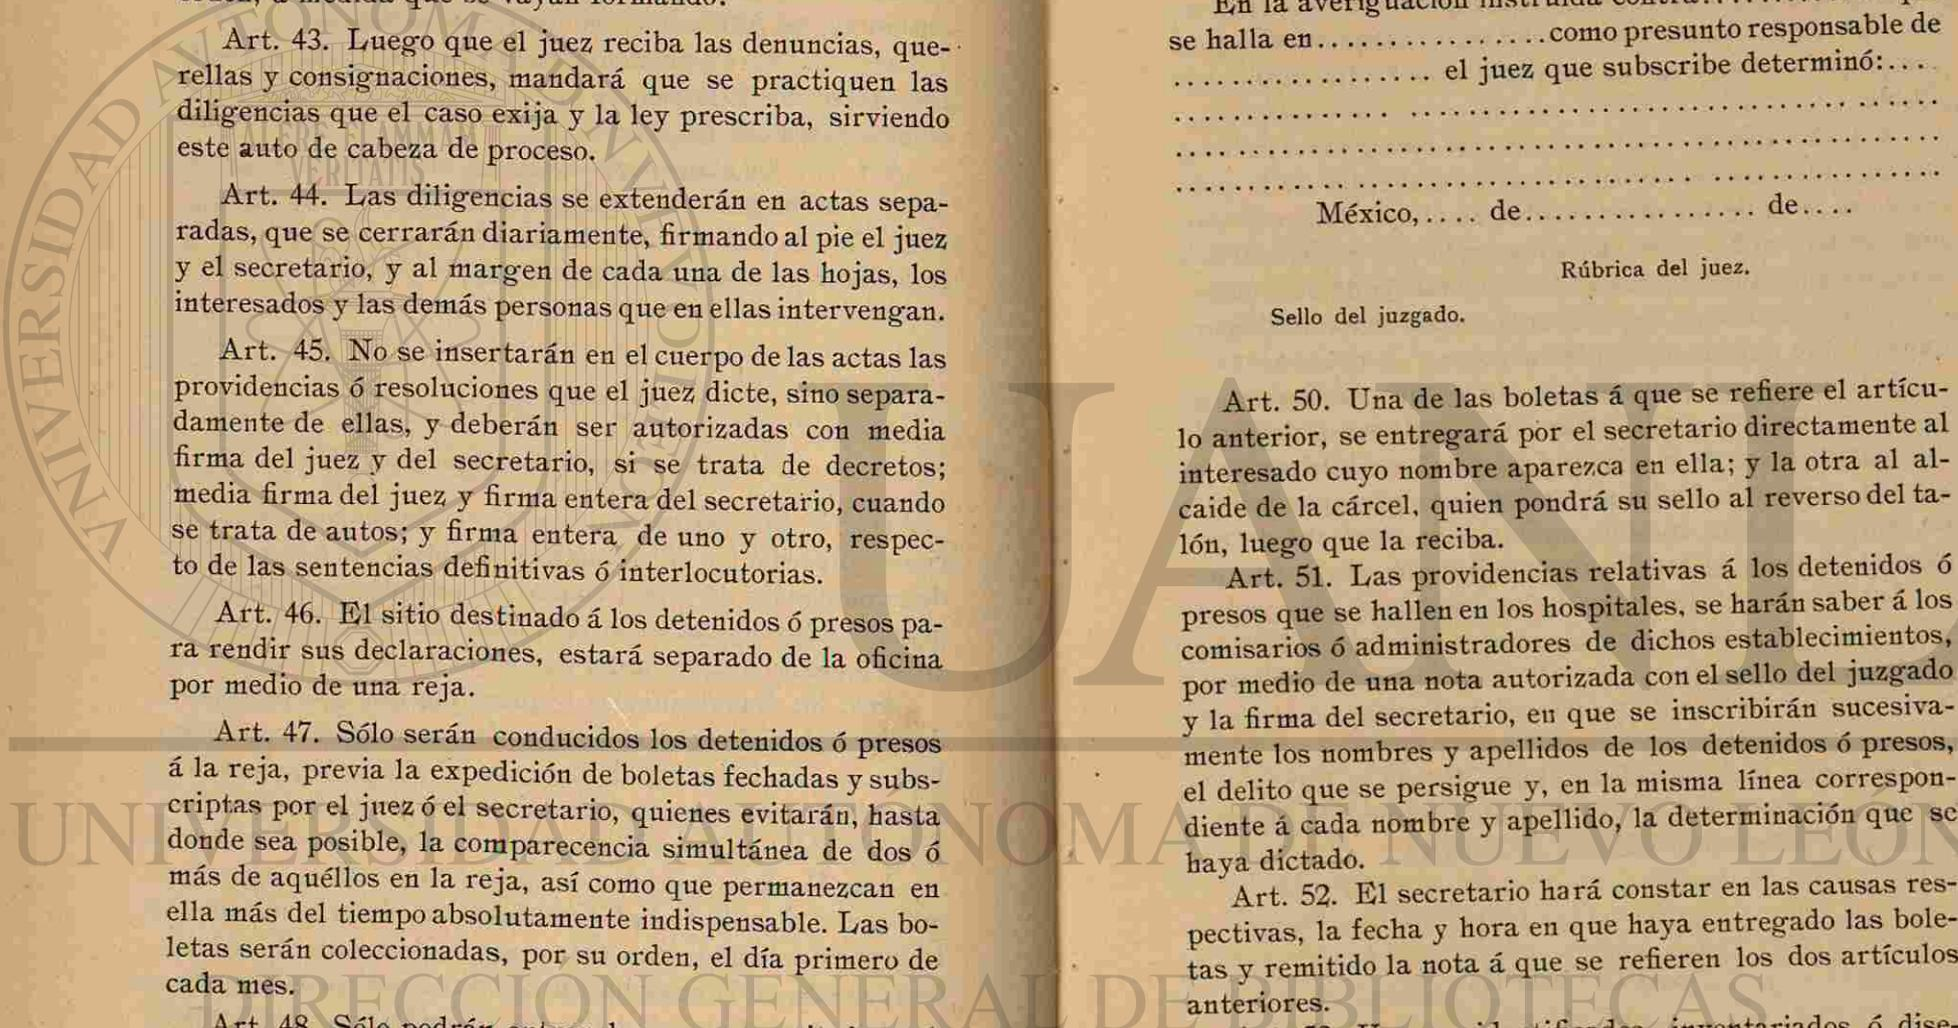 Art. 43. Luego que el juez reciba las denuncias, que-
rellas y consignaciones, mandará que se practiquen las
diligencias que el caso exija y la ley prescriba, sirviendo
este auto de cabeza de proceso.
Art. 44. Las diligencias se extenderán en actas sepa-
radas, que se cerrarán diariamente, firmando al pie el juez
y el secretario, y al margen de cada una de las hojas, los
interesados y las demás personas que en ellas intervengan.
Art. 45. No se insertarán en el cuerpo de las actas las
providencias ó resoluciones que el juez dicte, sino separa-
damente de ellas, y deberán ser autorizadas con media
firma del juez y del secretario, si se trata de decretos;
media firma del juez y firma entera del secretario, cuando
se trata de autos; y firma entera de uno y otro, respec-
to de las sentencias definitivas ó interlocutorias.
Art. 46. El sitio destinado á los detenidos ó presos pa-
ra rendir sus declaraciones, estará separado de la oficina
por medio de una reja.
Art. 47. Sólo serán conducidos los detenidos ó presos
á la reja, previa la expedición de boletas fechadas y subs-
criptas por el juez ó el secretario, quienes evitarán, hasta
donde sea posible, la comparecencia simultánea de dos ó
más de aquéllos en la reja, así como que permanezcan en
ella más del tiempo absolutamente indispensable. Las bo-
letas serán coleccionadas, por su orden, el día primero de
cada mes.
Art. 48. Sólo podrán
En la averiguación instruida contra
se halla en.................como presunto responsable de
................... el juez que subscribe determinó:...
México,.... de................. de....
Rúbrica del juez.
Sello del juzgado.
Art. 50. Una de las boletas á que se refiere el artícu-
lo anterior, se entregará por el secretario directamente al
interesado cuyo nombre aparezca en ella; y la otra al al-
caide de la cárcel, quien pondrá su sello al reverso del ta-
lón, luego que la reciba.
Art. 51. Las providencias relativas á los detenidos ó
presos que se hallen en los hospitales, se harán saber á los
comisarios ó administradores de dichos establecimientos,
por medio de una nota autorizada con el sello del juzgado
y la firma del secretario, en que se inscribirán sucesiva-
mente los nombres y apellidos de los detenidos ó presos,
el delito que se persigue y, en la misma línea correspon-
diente á cada nombre y apellido, la determinación que se
haya dictado.
Art. 52. El secretario hará constar en las causas res-
pectivas, la fecha y hora en que haya entregado las bole-
tas y remitido la nota á que se refieren los dos artículos
anteriores.
UANL
UNIVERSIDAD AUTÓNOMA DE NUEVO LEÓN
DIRECCIÓN GENERAL DE BIBLIOTECAS